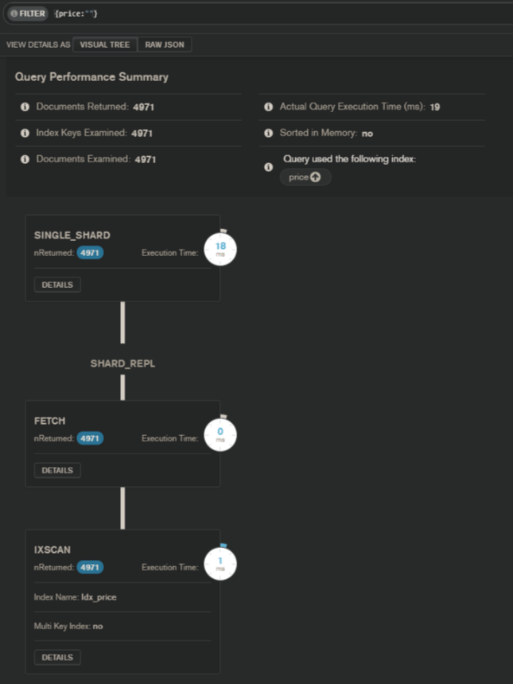 FILTER {price:""}
VIEW DETAILS AS VISUAL TREE RAW JSON
Query Performance Summary
Documents Returned: 4971
Actual Query Execution Time (ms): 19
Index Keys Examined: 4971
Sorted in Memory: no
Documents Examined: 4971
Query used the following index:
price
SINGLE_SHARD
nReturned: 4971 Execution Time: 18 ms
DETAILS
SHARD_REPL
FETCH
nReturned: 4971 Execution Time: 0 ms
DETAILS
IXSCAN
nReturned: 4971 Execution Time: 1 ms
Index Name: Idx_price
Multi Key Index: no
DETAILS